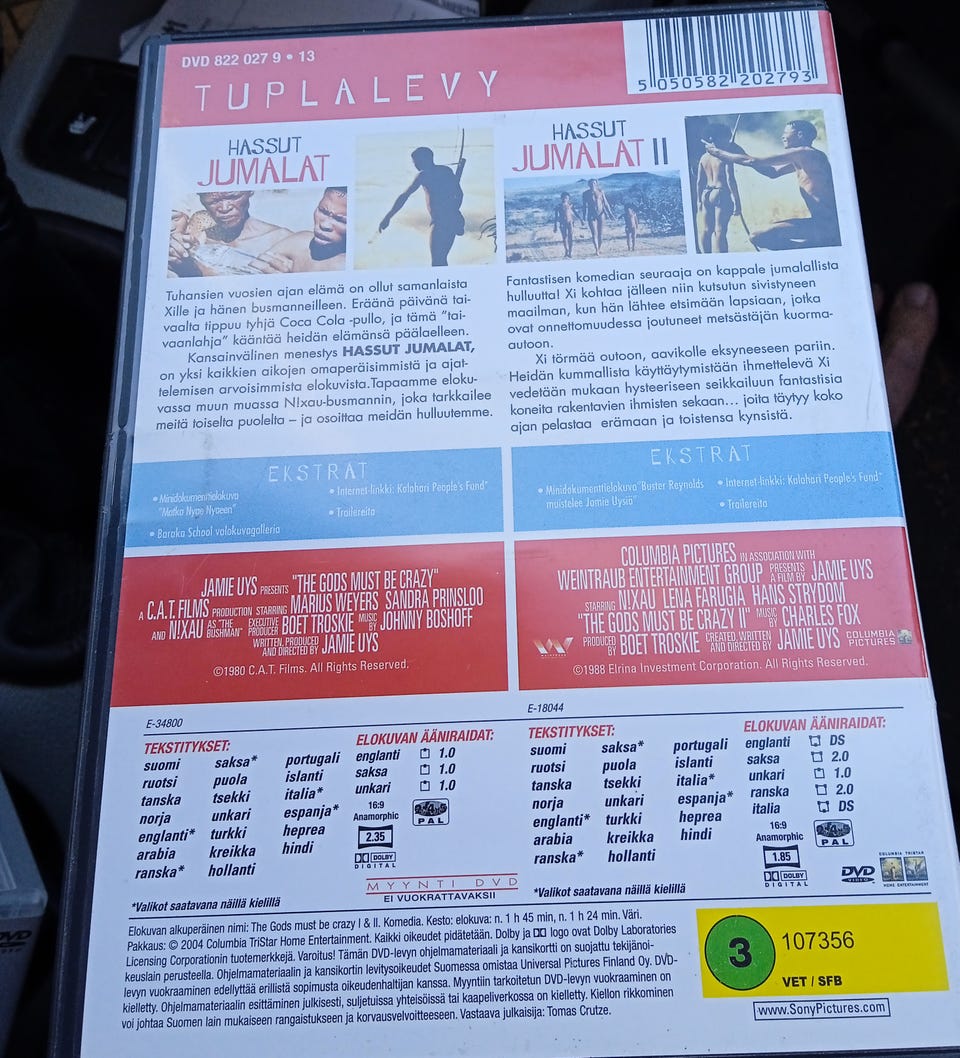 DVD 822 027 9 • 13
5 050582 202793
TUPLALEVY
HASSUT
JUMALAT
Tuhansien vuosien ajan elämä on ollut samanlaista
Xille ja hänen busmanneilleen. Eräänä päivänä tai-
vaalta tippuu tyhjä Coca Cola -pullo, ja tämä "tai-
vaanlahja" kääntää heidän elämänsä päälaelleen.
Kansainvälinen menestys HASSUT JUMALAT,
on yksi kaikkien aikojen omaperäisimmistä ja ajat-
telemisen arvoisimmista elokuvista.Tapaamme eloku-
vassa muun muassa N!xau-busmannin, joka tarkkailee
meitä toiselta puolelta – ja osoittaa meidän hulluutemme.
HASSUT
JUMALAT II
Fantastisen komedian seuraaja on kappale jumalallista
hulluutta! Xi kohtaa jälleen niin kutsutun sivistyneen
maailman, kun hän lähtee etsimään lapsiaan, jotka
ovat onnettomuudessa joutuneet metsästäjän kuorma-
autoon.
Xi törmää outoon, aavikolle eksyneeseen pariin.
Heidän kummallista käyttäytymistään ihmettelevä Xi
vedetään mukaan hysteeriseen seikkailuun fantastisia
koneita rakentavien ihmisten sekaan... joita täytyy koko
ajan pelastaa erämaan ja toistensa kynsistä.
EKSTRAT
• Minidokumenttielokuva
"Matka Nyae Nyaeen"
• Baraka School valokuvagalleria
• Internet-linkki: Kalahari People's Fund"
• Trailereita
EKSTRAT
• Minidokumenttielokuva"Buster Reynolds
muistelee Jamie Uysiä"
• Internet-linkki: Kalahari People's Fund"
• Trailereita
JAMIE UYS PRESENTS "THE GODS MUST BE CRAZY"
A C.A.T. FILMS PRODUCTION STARRING MARIUS WEYERS SANDRA PRINSLOO
AND N!XAU AS "THE BUSHMAN" EXECUTIVE PRODUCER BOET TROSKIE MUSIC BY JOHNNY BOSHOFF
WRITTEN, PRODUCED AND DIRECTED BY JAMIE UYS
©1980 C.A.T. Films. All Rights Reserved.
COLUMBIA PICTURES IN ASSOCIATION WITH
WEINTRAUB ENTERTAINMENT GROUP PRESENTS A FILM BY JAMIE UYS
STARRING N!XAU LENA FARUGIA HANS STRYDOM
"THE GODS MUST BE CRAZY II" MUSIC BY CHARLES FOX
PRODUCED BY BOET TROSKIE CREATED, WRITTEN AND DIRECTED BY JAMIE UYS COLUMBIA PICTURES
©1988 Elrina Investment Corporation. All Rights Reserved.
E-34800
TEKSTITYKSET:
suomi saksa* portugali
ruotsi puola islanti
tanska tsekki italia*
norja unkari espanja*
englanti* turkki heprea
arabia kreikka hindi
ranska* hollanti
*Valikot saatavana näillä kielillä
ELOKUVAN ÄÄNIRAIDAT:
englanti 1.0
saksa 1.0
unkari 1.0
16:9
Anamorphic
PAL
2.35
DOLBY
DIGITAL
MYYNTI DVD
EI VUOKRATTAVAKSI!
E-18044
TEKSTITYKSET:
suomi saksa* portugali
ruotsi puola islanti
tanska tsekki italia*
norja unkari espanja*
englanti* turkki heprea
arabia kreikka hindi
ranska* hollanti
*Valikot saatavana näillä kielillä
ELOKUVAN ÄÄNIRAIDAT:
englanti DS
saksa 2.0
unkari 1.0
ranska 2.0
italia DS
16:9
Anamorphic
PAL
1.85
DOLBY
DIGITAL
DVD
VIDEO
COLUMBIA TRISTAR
HOME ENTERTAINMENT
Elokuvan alkuperäinen nimi: The Gods must be crazy I & II. Komedia. Kesto: elokuva: n. 1 h 45 min, n. 1 h 24 min. Väri.
Pakkaus: © 2004 Columbia TriStar Home Entertainment. Kaikki oikeudet pidätetään. Dolby ja logo ovat Dolby Laboratories
Licensing Corporationin tuotemerkkejä. Varoitus! Tämän DVD-levyn ohjelmamateriaali ja kansikortti on suojattu tekijänoi-
keuslain perusteella. Ohjelmamateriaalin ja kansikortin levitysoikeudet Suomessa omistaa Universal Pictures Finland Oy. DVD-
levyn vuokraaminen edellyttää erillistä sopimusta oikeudenhaltijan kanssa. Myyntiin tarkoitetun DVD-levyn vuokraaminen on
kielletty. Ohjelmamateriaalin esittäminen julkisesti, suljetuissa yhteisöissä tai kaapeliverkossa on kielletty. Kiellon rikkominen
voi johtaa Suomen lain mukaiseen rangaistukseen ja korvausvelvoitteeseen. Vastaava julkaisija: Tomas Crutze.
3
107356
VET / SFB
www.SonyPictures.com